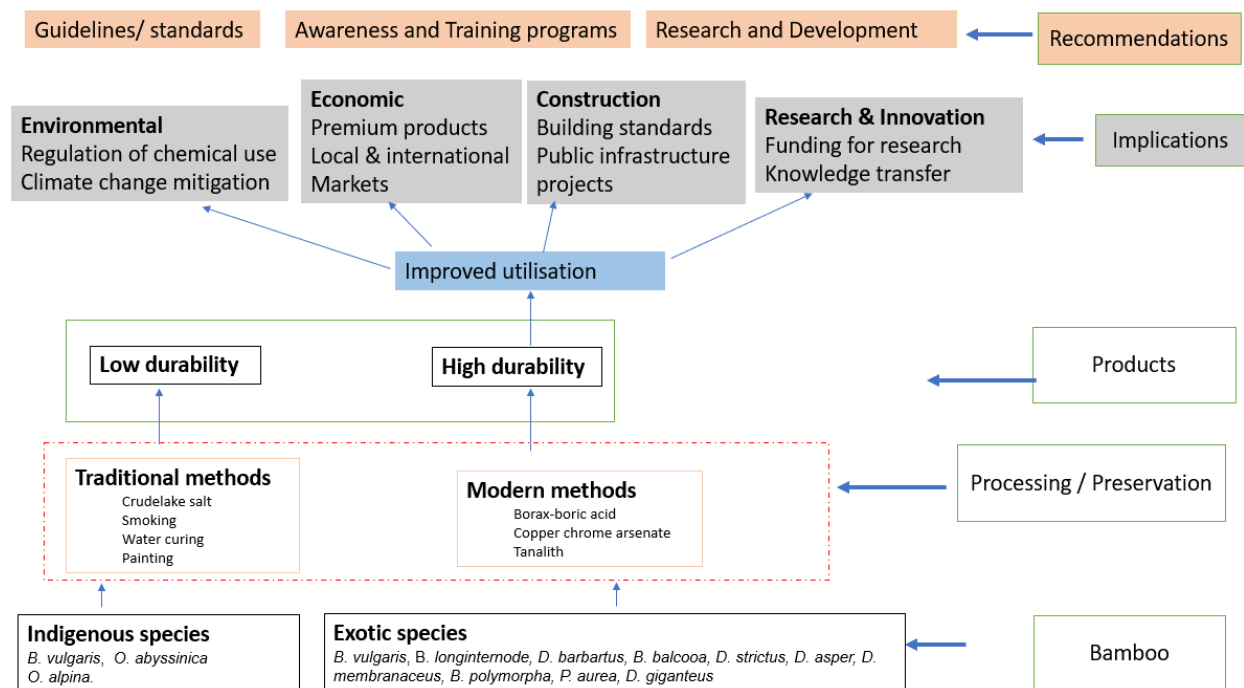 Guidelines/ standards
Awareness and Training programs
Research and Development
Recommendations
Environmental
Regulation of chemical use
Climate change mitigation
Economic
Premium products
Local & international
Markets
Construction
Building standards
Public infrastructure
projects
Research & Innovation
Funding for research
Knowledge transfer
Implications
Improved utilisation
Low durability
High durability
Products
Traditional methods
Crudelake salt
Smoking
Water curing
Painting
Modern methods
Borax-boric acid
Copper chrome arsenate
Tanalith
Processing / Preservation
Indigenous species
B. vulgaris, O. abyssinica
O. alpina.
Exotic species
B. vulgaris, B. longinternode, D. barbartus, B. balcooa, D. strictus, D. asper, D.
membranaceus, B. polymorpha, P. aurea, D. giganteus
Bamboo